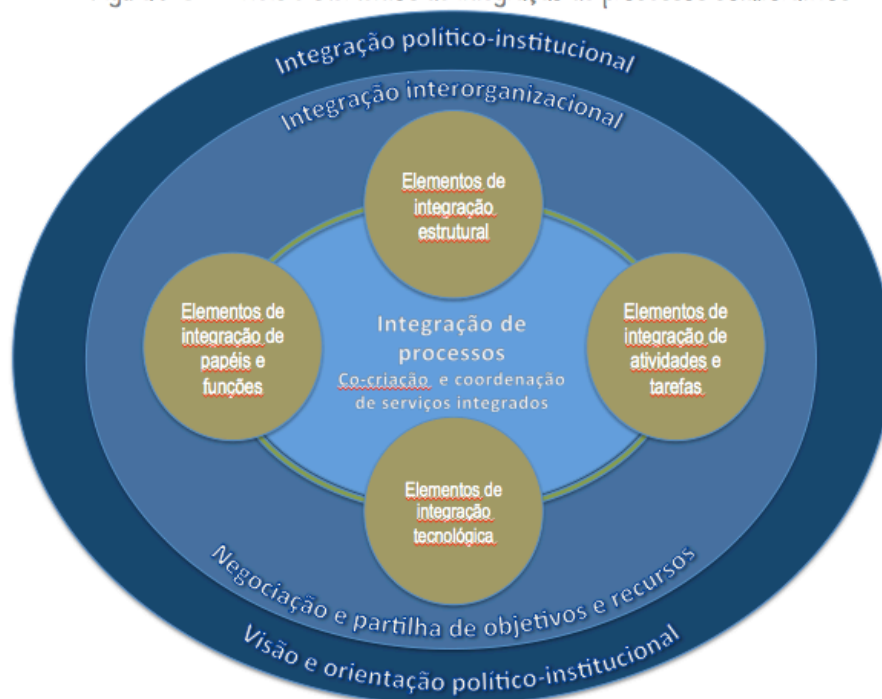 Integração político-institucional
Integração interorganizacional
Elementos de
integração
estrutural
Elementos de
integração de
papéis e
funções
Integração de
processos
Co-criação e coordenação
de serviços integrados
Elementos de
integração de
atividades e
tarefas
Elementos de
integração
tecnológica
Negociação e partilha de objetivos e recursos
Visão e orientação político-institucional